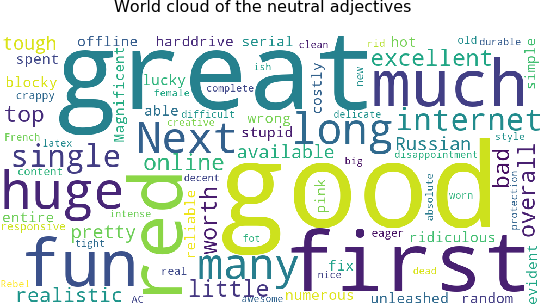 World cloud of the neutral adjectives
tough
offline
harddrive
serial
clean
rid
hot
old
durable
spent
Magnificent
great
ish
costly
new
much
excellent
simple
blocky
lucky
female
complete
crappy
top
able
difficult
creative
wrong
delicate
long
internet
French
latex
Next
stupid
Russian
style
single
online
available
disappointment
content
big
bad
overall
huge
red
decent
worth
good
pink
absolute
worn
protection
entire
intense
reliable
responsive
pretty
fot
eager
ridiculous
tight
fun
real
many
fix
first
nice
dead
evident
Rebel
little
realistic
AC
awesome
numerous
unleashed
random